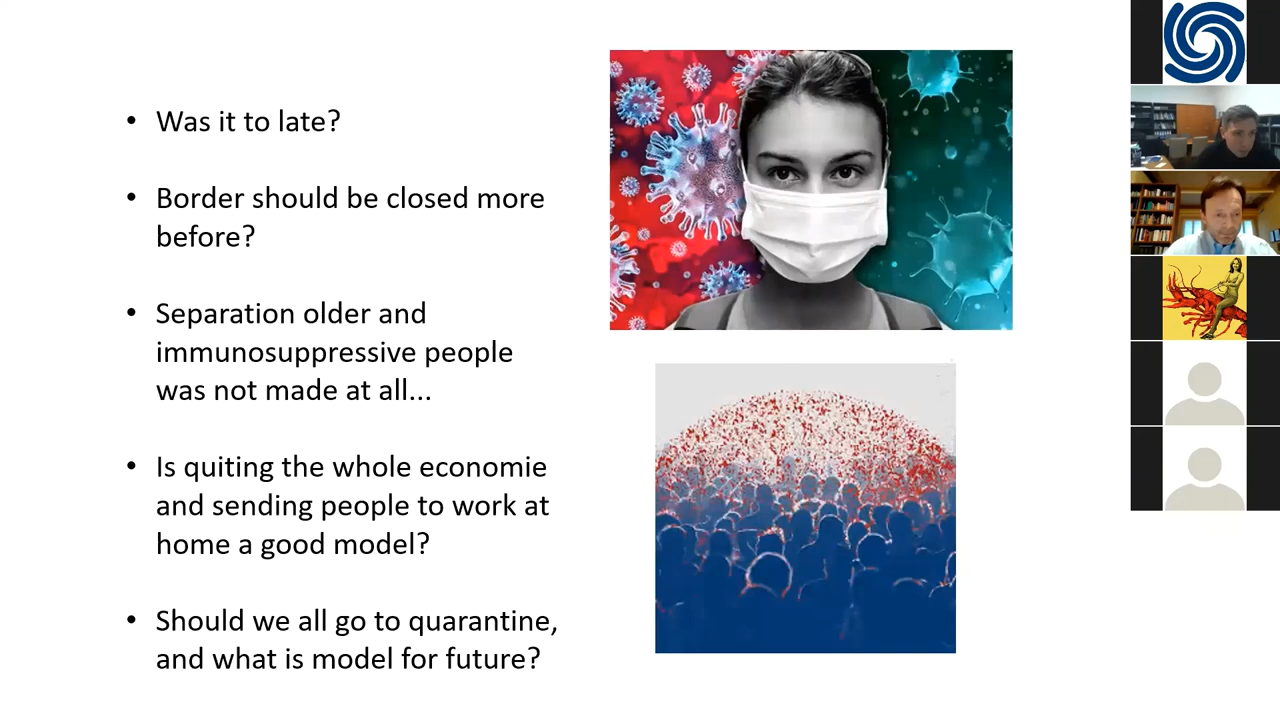 • Was it to late?
• Border should be closed more
before?
• Separation older and
immunosuppressive people
was not made at all...
• Is quiting the whole economie
and sending people to work at
home a good model?
• Should we all go to quarantine,
and what is model for future?